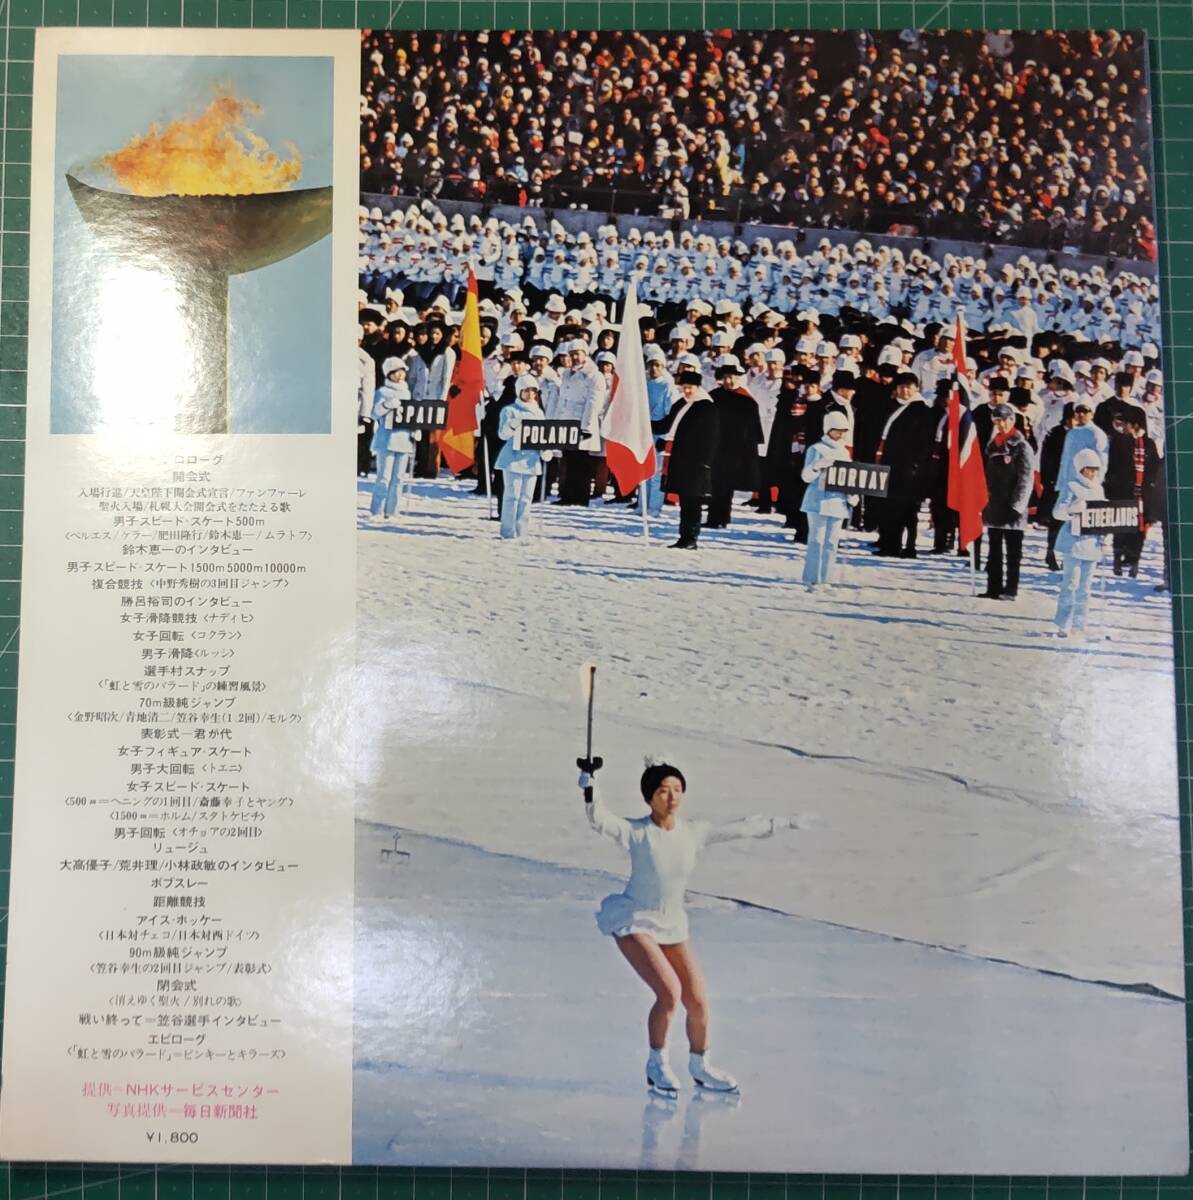 プロローグ
開会式
入場行進/天皇陛下開会式宣言/ファンファーレ
聖火入場/札幌大会開会式をたたえる歌
男子スピード・スケート500m
〈ペルエス/ケラー/肥田隆行/鈴木恵一/ムラトフ〉
鈴木恵一のインタビュー
男子スピード・スケート1500m 5000m 10000m
複合競技〈中野秀樹の3回目ジャンプ〉
勝呂裕司のインタビュー
女子滑降競技〈ナディヒ〉
女子回転〈コクラン〉
男子滑降〈ルッシ〉
選手村スナップ
〈「虹と雪のバラード」の練習風景〉
70m級純ジャンプ
〈金野昭次/青地清二/笠谷幸生(1、2回)/モルク〉
表彰式—君が代
女子フィギュア・スケート
男子大回転〈トエニ〉
女子スピード・スケート
〈500m=ヘニングの1回目/斎藤幸子とヤング〉
〈1500m=ホルム/スタトケビチ〉
男子回転〈オチョアの2回目〉
リュージュ
大高優子/荒井理/小林政敏のインタビュー
ボブスレー
距離競技
アイス・ホッケー
〈日本対チェコ/日本対西ドイツ〉
90m級純ジャンプ
〈笠谷幸生の2回目ジャンプ/表彰式〉
閉会式
〈消えゆく聖火/別れの歌〉
戦い終って=笠谷選手インタビュー
エピローグ
〈「虹と雪のバラード」=ピンキーとキラーズ〉
提供=NHKサービスセンター
写真提供=毎日新聞社
¥1,800
SPAIN
POLAND
NORWAY
NETHERLANDS